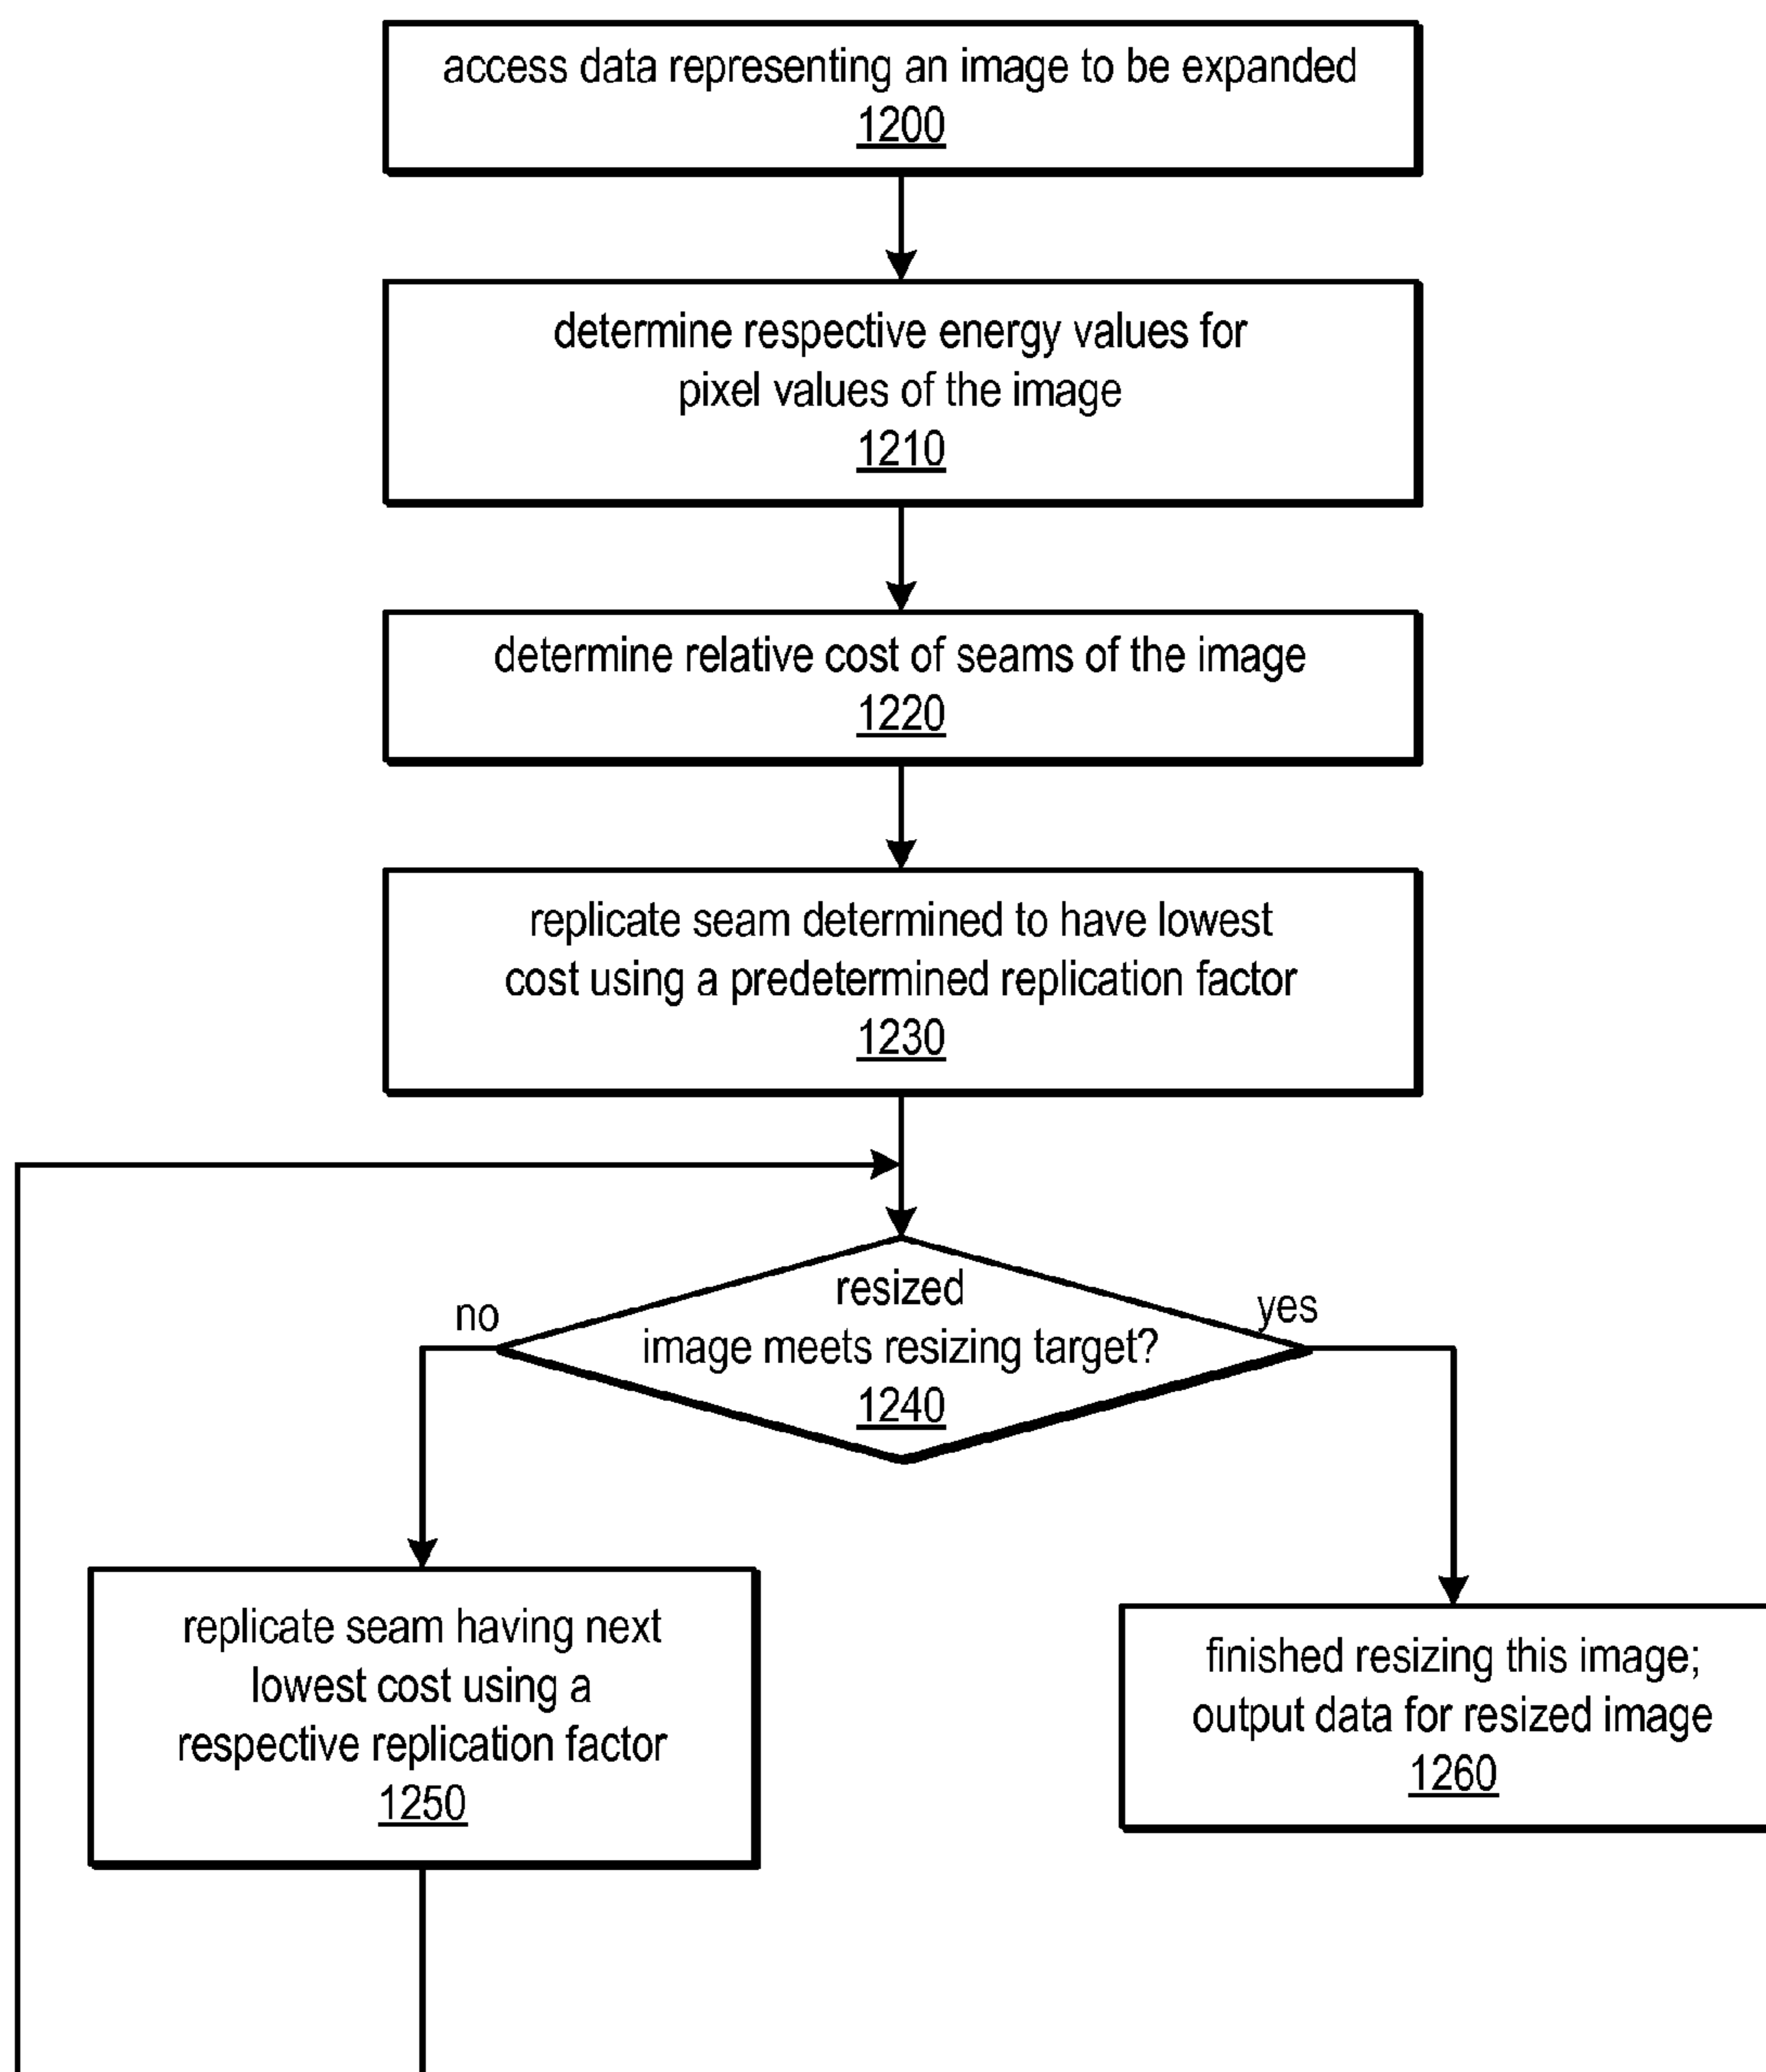 access data representing an image to be expanded
1200
determine respective energy values for
pixel values of the image
1210
determine relative cost of seams of the image
1220
replicate seam determined to have lowest
cost using a predetermined replication factor
1230
no
yes
resized
image meets resizing target?
1240
replicate seam having next
lowest cost using a
respective replication factor
1250
finished resizing this image;
output data for resized image
1260